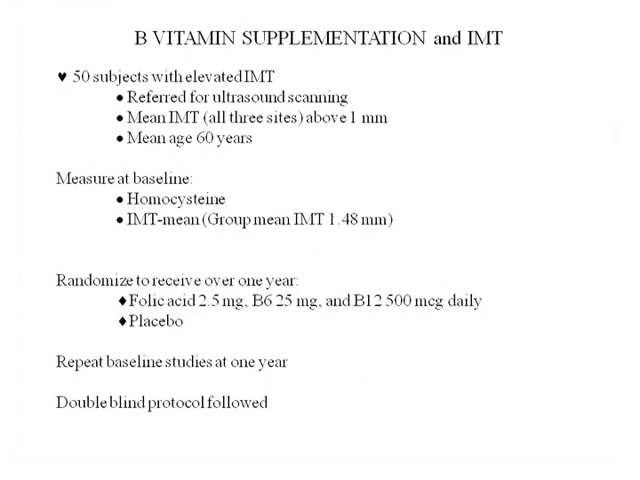 B VITAMIN SUPPLEMENTATION and IMT
♥ 50 subjects with elevated IMT
• Referred for ultrasound scanning
• Mean IMT (all three sites) above 1 mm
• Mean age 60 years
Measure at baseline:
• Homocysteine
• IMT-mean (Group mean IMT 1.48 mm)
Randomize to receive over one year:
♦ Folic acid 2.5 mg, B6 25 mg, and B12 500 mcg daily
♦ Placebo
Repeat baseline studies at one year
Double blind protocol followed